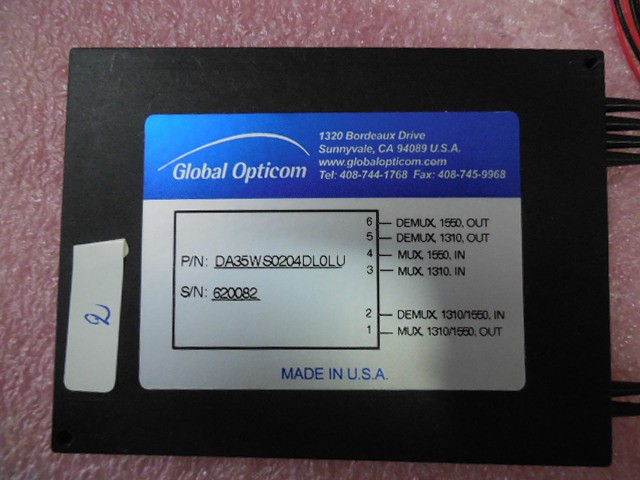 Global Opticom
1320 Bordeaux Drive
Sunnyvale, CA 94089 U.S.A.
www.globalopticom.com
Tel: 408-744-1768 Fax: 408-745-9968
P/N: DA35WS0204DL0LU
S/N: 620082
6 DEMUX, 1550, OUT
5 DEMUX, 1310, OUT
4 MUX, 1550, IN
3 MUX, 1310, IN
2 DEMUX, 1310/1550, IN
1 MUX, 1310/1550, OUT
MADE IN U.S.A.
2